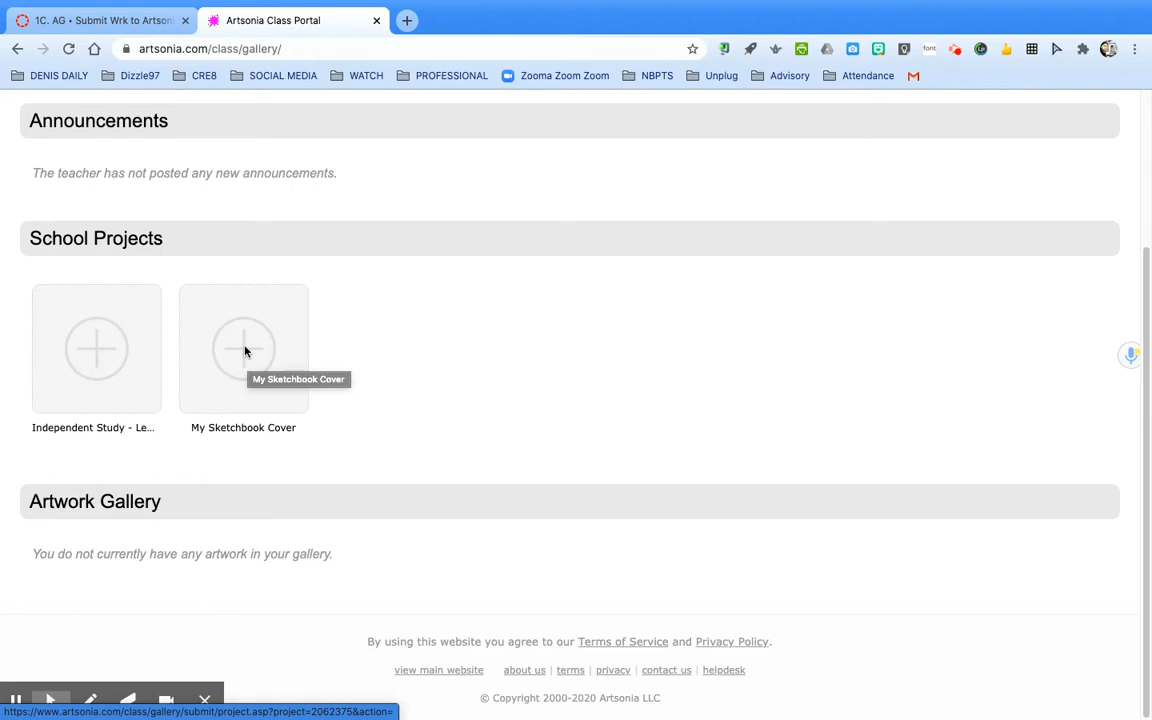 1C. AG • Submit Wrk to Artson
Artsonia Class Portal
artsonia.com/class/gallery/
font
DENIS DAILY
Dizzle97
CRE8
SOCIAL MEDIA
WATCH
PROFESSIONAL
Zooma Zoom Zoom
NBPTS
Unplug
Advisory
Attendance
Announcements
The teacher has not posted any new announcements.
School Projects
My Sketchbook Cover
Independent Study - Le...
My Sketchbook Cover
Artwork Gallery
You do not currently have any artwork in your gallery.
By using this website you agree to our Terms of Service and Privacy Policy.
view main website | about us | terms | privacy | contact us | helpdesk
© Copyright 2000-2020 Artsonia LLC
https://www.artsonia.com/class/gallery/submit/project.asp?project=2062375&action=